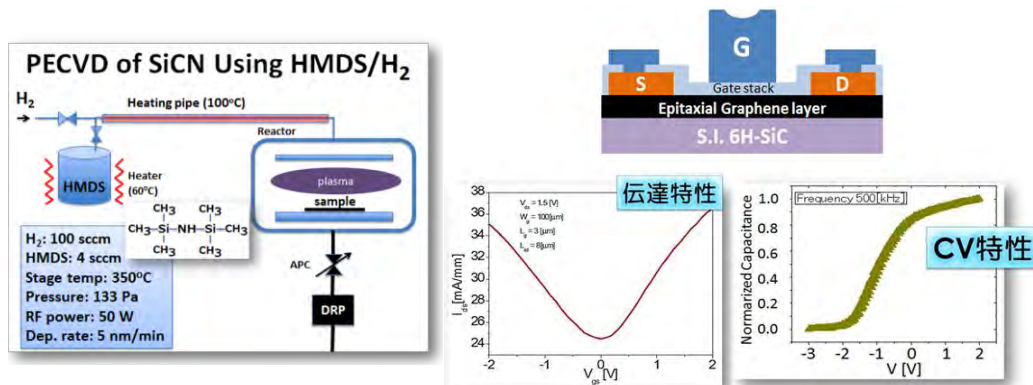 PECVD of SiCN Using HMDS/H2
H2
Heating pipe (100°C)
Reactor
HMDS
Heater
(60°C)
plasma
sample
CH3 CH3
CH3-Si-NH-Si-CH3
CH3 CH3
H2: 100 sccm
HMDS: 4 sccm
Stage temp: 350°C
Pressure: 133 Pa
RF power: 50 W
Dep. rate: 5 nm/min
APC
DRP
G
S
D
Gate stack
Epitaxial Graphene layer
S.I. 6H-SiC
伝達特性
Vds = 1.5 [V]
Wg = 100[μm]
Lg = 3 [μm]
Lsd = 8[μm]
Ids [mA/mm]
38
36
34
32
30
28
26
24
-2 -1 0 1 2
Vgs [V]
Frequency 500 [kHz]
CV特性
Normarized Capacitance
1.0
0.8
0.6
0.4
0.2
0.0
-3 -2 -1 0 1 2
V [V]